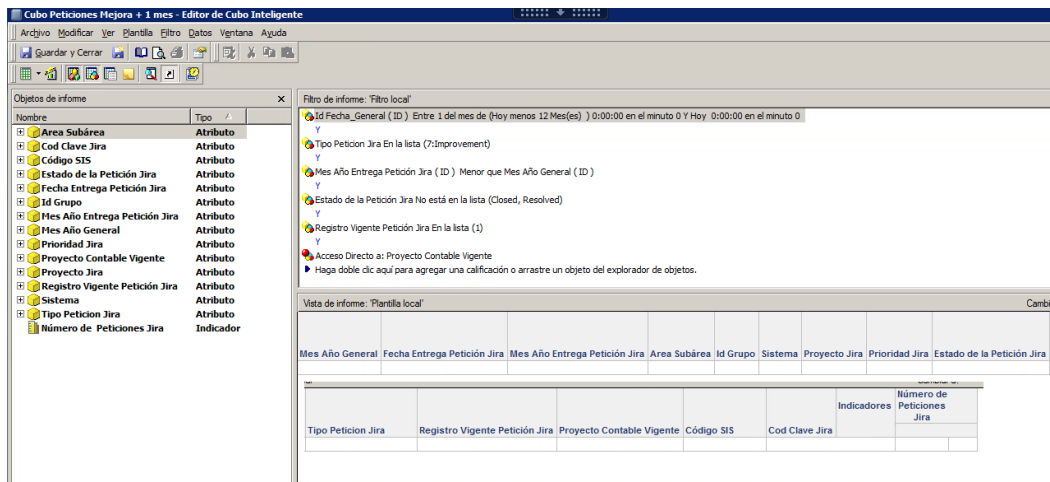 Cubo Peticiones Mejora + 1 mes - Editor de Cubo Inteligente
Archivo Modificar Ver Plantilla Filtro Datos Ventana Ayuda
Guardar y Cerrar
Objetos de informe x
Nombre Tipo
Area Subárea Atributo
Cod Clave Jira Atributo
Código SIS Atributo
Estado de la Petición Jira Atributo
Fecha Entrega Petición Jira Atributo
Id Grupo Atributo
Mes Año Entrega Petición Jira Atributo
Mes Año General Atributo
Prioridad Jira Atributo
Proyecto Contable Vigente Atributo
Proyecto Jira Atributo
Registro Vigente Petición Jira Atributo
Sistema Atributo
Tipo Peticion Jira Atributo
Número de Peticiones Jira Indicador
Filtro de informe: 'Filtro local'
Id Fecha_General ( ID ) Entre 1 del mes de (Hoy menos 12 Mes(es) ) 0:00:00 en el minuto 0 Y Hoy 0:00:00 en el minuto 0
Y
Tipo Peticion Jira En la lista (7:Improvement)
Y
Mes Año Entrega Petición Jira ( ID ) Menor que Mes Año General ( ID )
Y
Estado de la Petición Jira No está en la lista (Closed, Resolved)
Y
Registro Vigente Petición Jira En la lista (1)
Y
Acceso Directo a: Proyecto Contable Vigente
Haga doble clic aquí para agregar una calificación o arrastre un objeto del explorador de objetos.
Vista de informe: 'Plantilla local' Cambi
Mes Año General Fecha Entrega Petición Jira Mes Año Entrega Petición Jira Area Subárea Id Grupo Sistema Proyecto Jira Prioridad Jira Estado de la Petición Jira
Indicadores Número de
Peticiones
Jira
Tipo Peticion Jira Registro Vigente Petición Jira Proyecto Contable Vigente Código SIS Cod Clave Jira